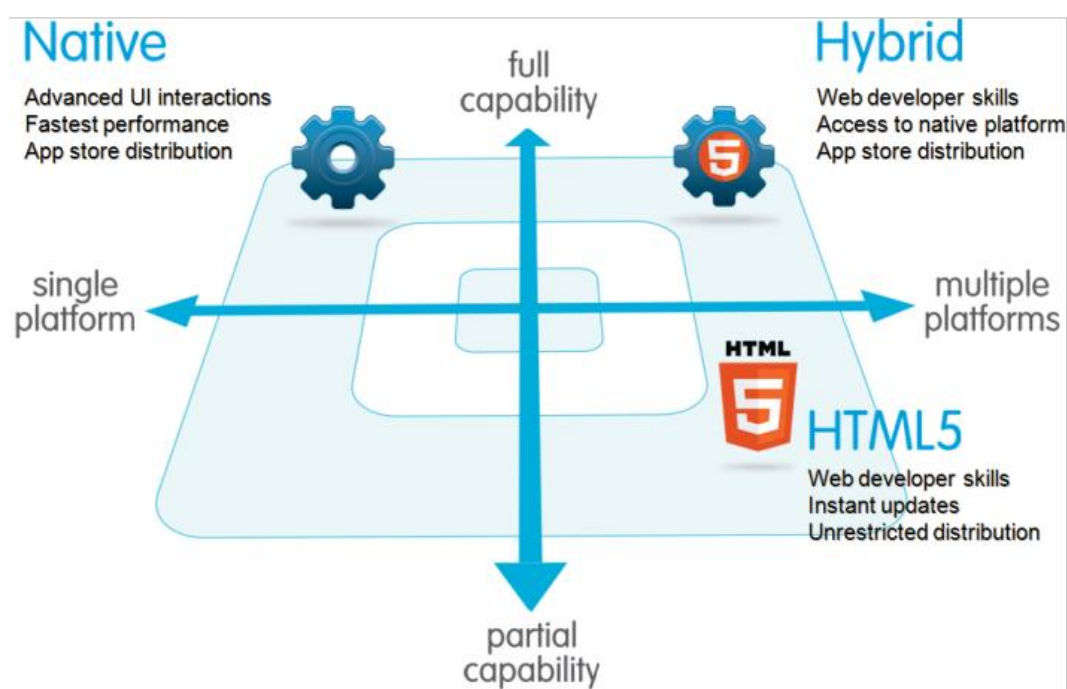 Native
Advanced UI interactions
Fastest performance
App store distribution
full
capability
Hybrid
Web developer skills
Access to native platform
App store distribution
5
single
platform
multiple
platforms
HTML
5
HTML5
Web developer skills
Instant updates
Unrestricted distribution
partial
capability